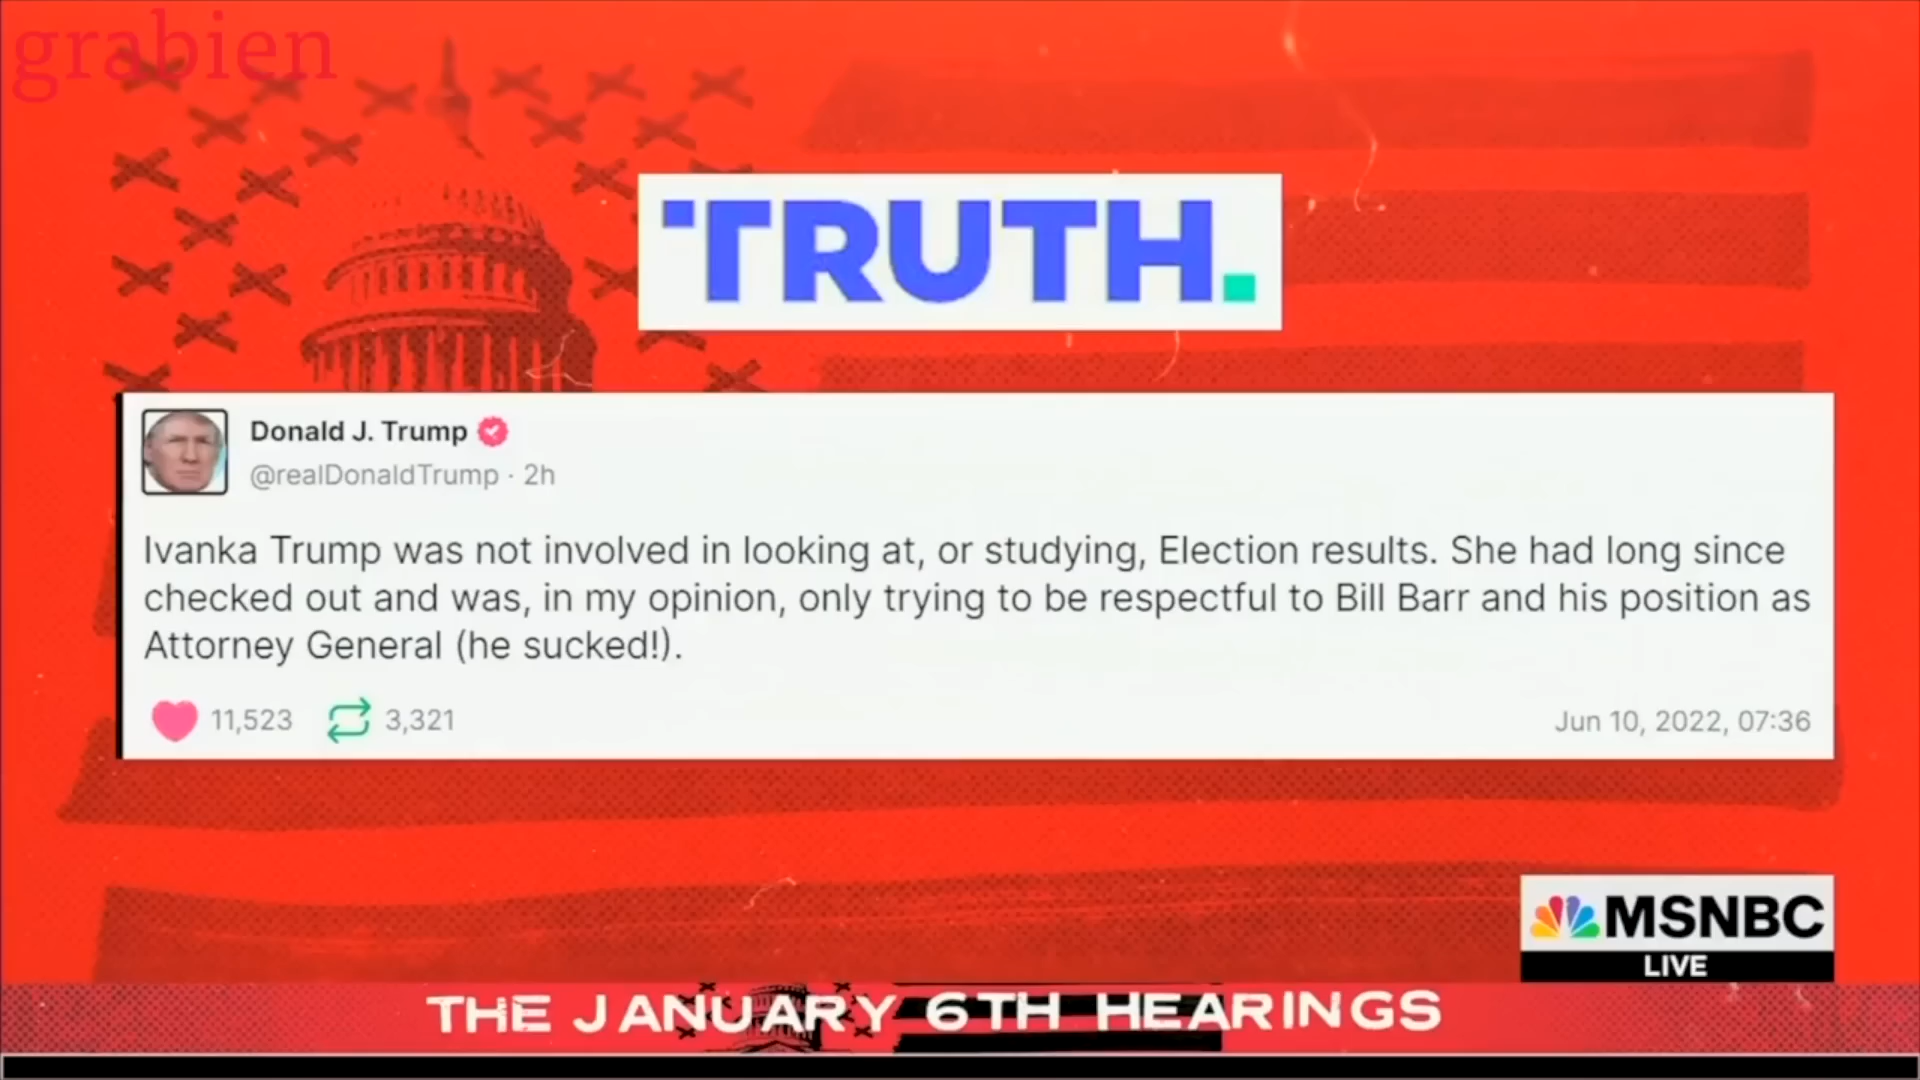 grabien
TRUTH.
Donald J. Trump
@realDonaldTrump · 2h
Ivanka Trump was not involved in looking at, or studying, Election results. She had long since
checked out and was, in my opinion, only trying to be respectful to Bill Barr and his position as
Attorney General (he sucked!).
11,523 3,321 Jun 10, 2022, 07:36
MSNBC
LIVE
THE JANUARY 6TH HEARINGS